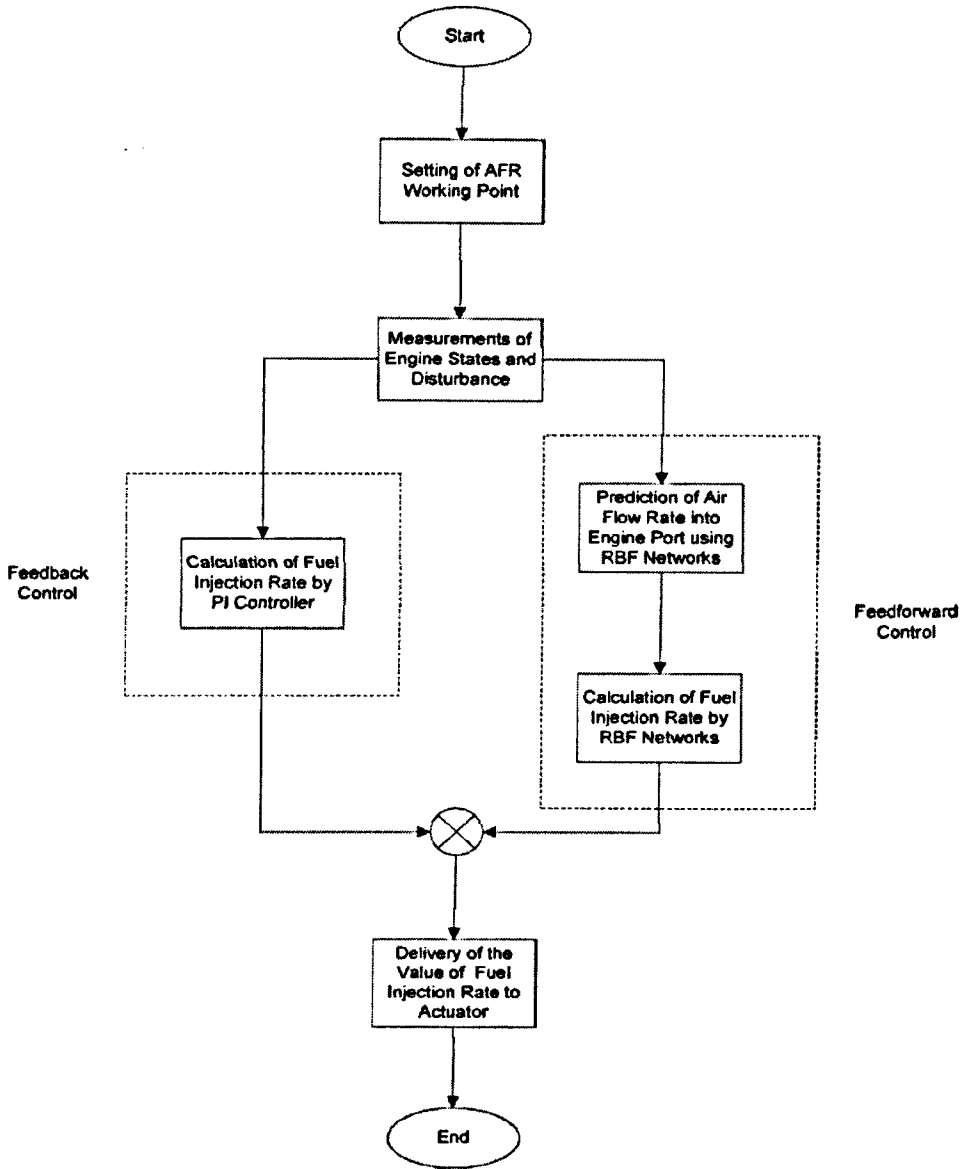 Start
Setting of AFR
Working Point
Measurements of
Engine States and
Disturbance
Prediction of Air
Flow Rate into
Engine Port using
RBF Networks
Feedback
Control
Calculation of Fuel
Injection Rate by
PI Controller
Feedforward
Control
Calculation of Fuel
Injection Rate by
RBF Networks
Delivery of the
Value of Fuel
Injection Rate to
Actuator
End